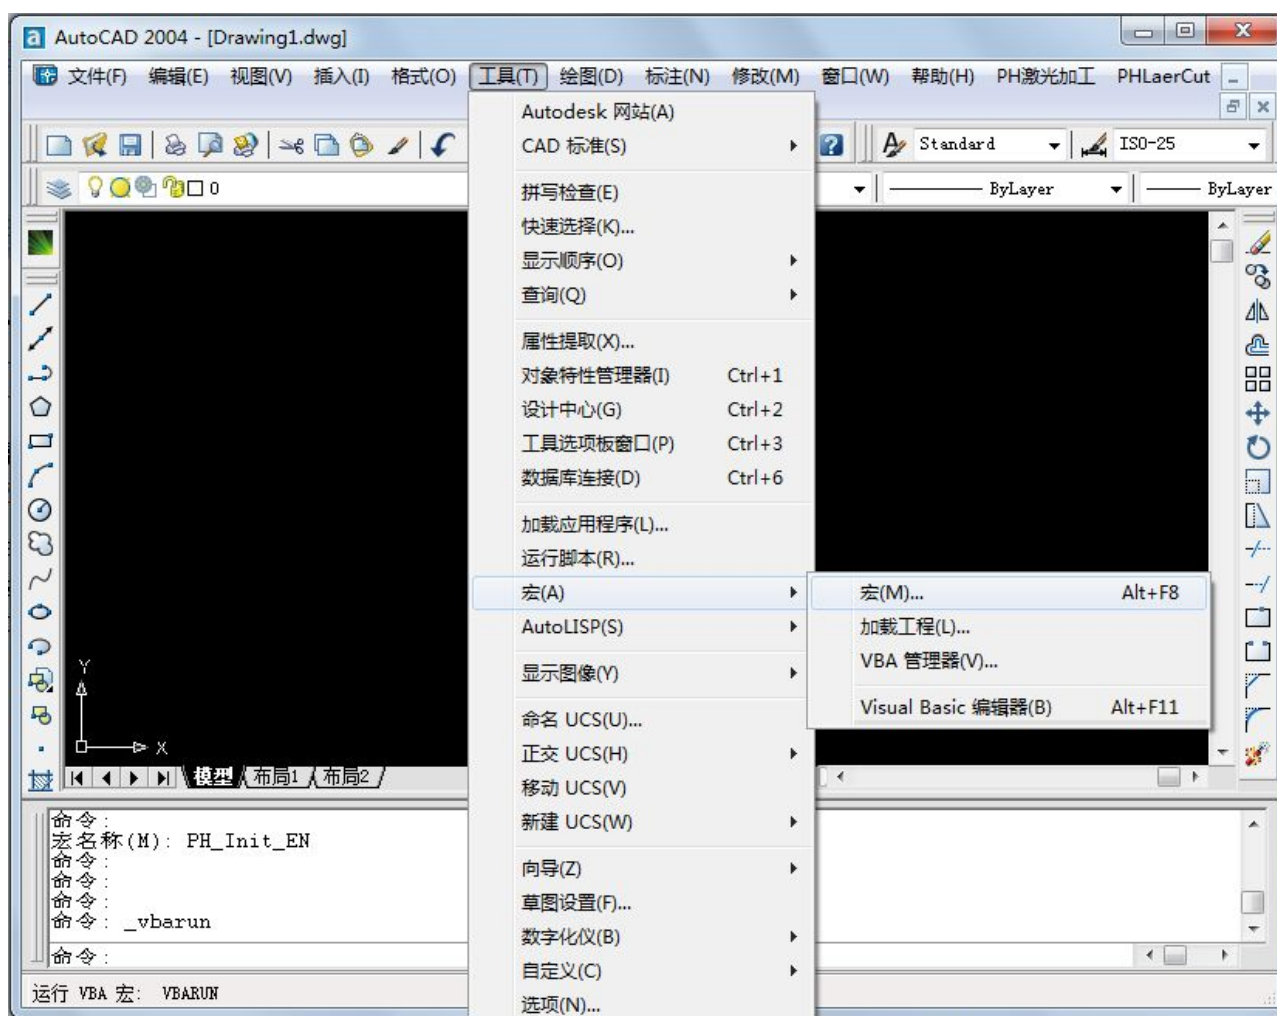 AutoCAD 2004 - [Drawing1.dwg]
文件(F) 编辑(E) 视图(V) 插入(I) 格式(O) 工具(T) 绘图(D) 标注(N) 修改(M) 窗口(W) 帮助(H) PH激光加工 PHLaerCut
Standard ISO-25
0 ByLayer ByLayer
Autodesk 网站(A)
CAD 标准(S)
拼写检查(E)
快速选择(K)...
显示顺序(O)
查询(Q)
属性提取(X)...
对象特性管理器(I) Ctrl+1
设计中心(G) Ctrl+2
工具选项板窗口(P) Ctrl+3
数据库连接(D) Ctrl+6
加载应用程序(L)...
运行脚本(R)...
宏(A)
AutoLISP(S)
显示图像(Y)
命名 UCS(U)...
正交 UCS(H)
移动 UCS(V)
新建 UCS(W)
向导(Z)
草图设置(F)...
数字化仪(B)
自定义(C)
选项(N)...
宏(M)... Alt+F8
加载工程(L)...
VBA 管理器(V)...
Visual Basic 编辑器(B) Alt+F11
Y
X
模型 布局1 布局2
命令:
宏名称(M): PH_Init_EN
命令:
命令:
命令:
命令: _vbarun
命令:
运行 VBA 宏: VBARUN